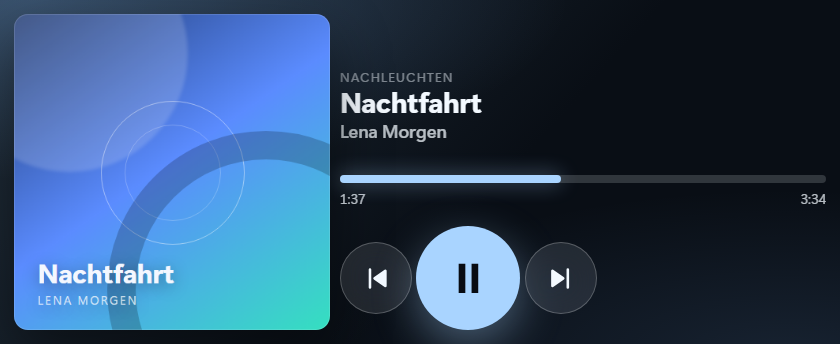 Nachtfahrt
LENA MORGEN
NACHLEUCHTEN
Nachtfahrt
Lena Morgen
1:37
3:34